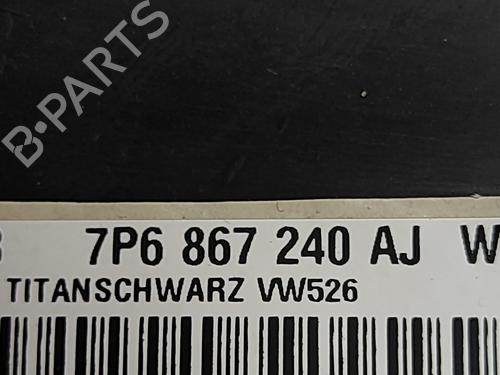 B-PARTS
7P6 867 240 AJ W
TITANSCHWARZ VW526